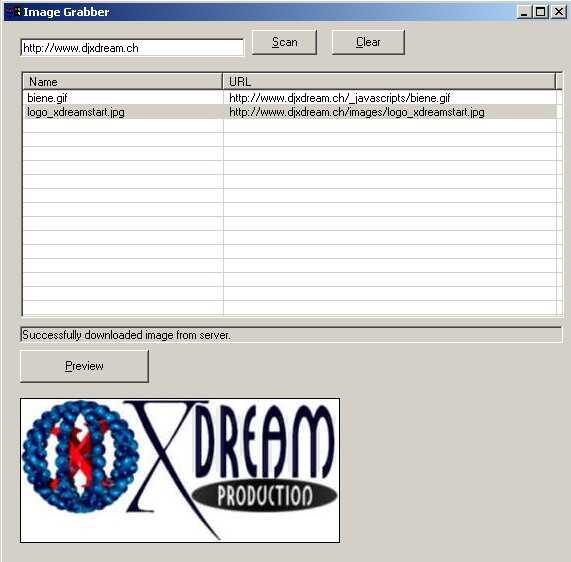 Image Grabber
http://www.djxdream.ch
Scan
Clear
Name
URL
biene.gif
http://www.djxdream.ch/_javascripts/biene.gif
logo_xdreamstart.jpg
http://www.djxdream.ch/images/logo_xdreamstart.jpg
Successfully downloaded image from server.
Preview
XDREAM
PRODUCTION